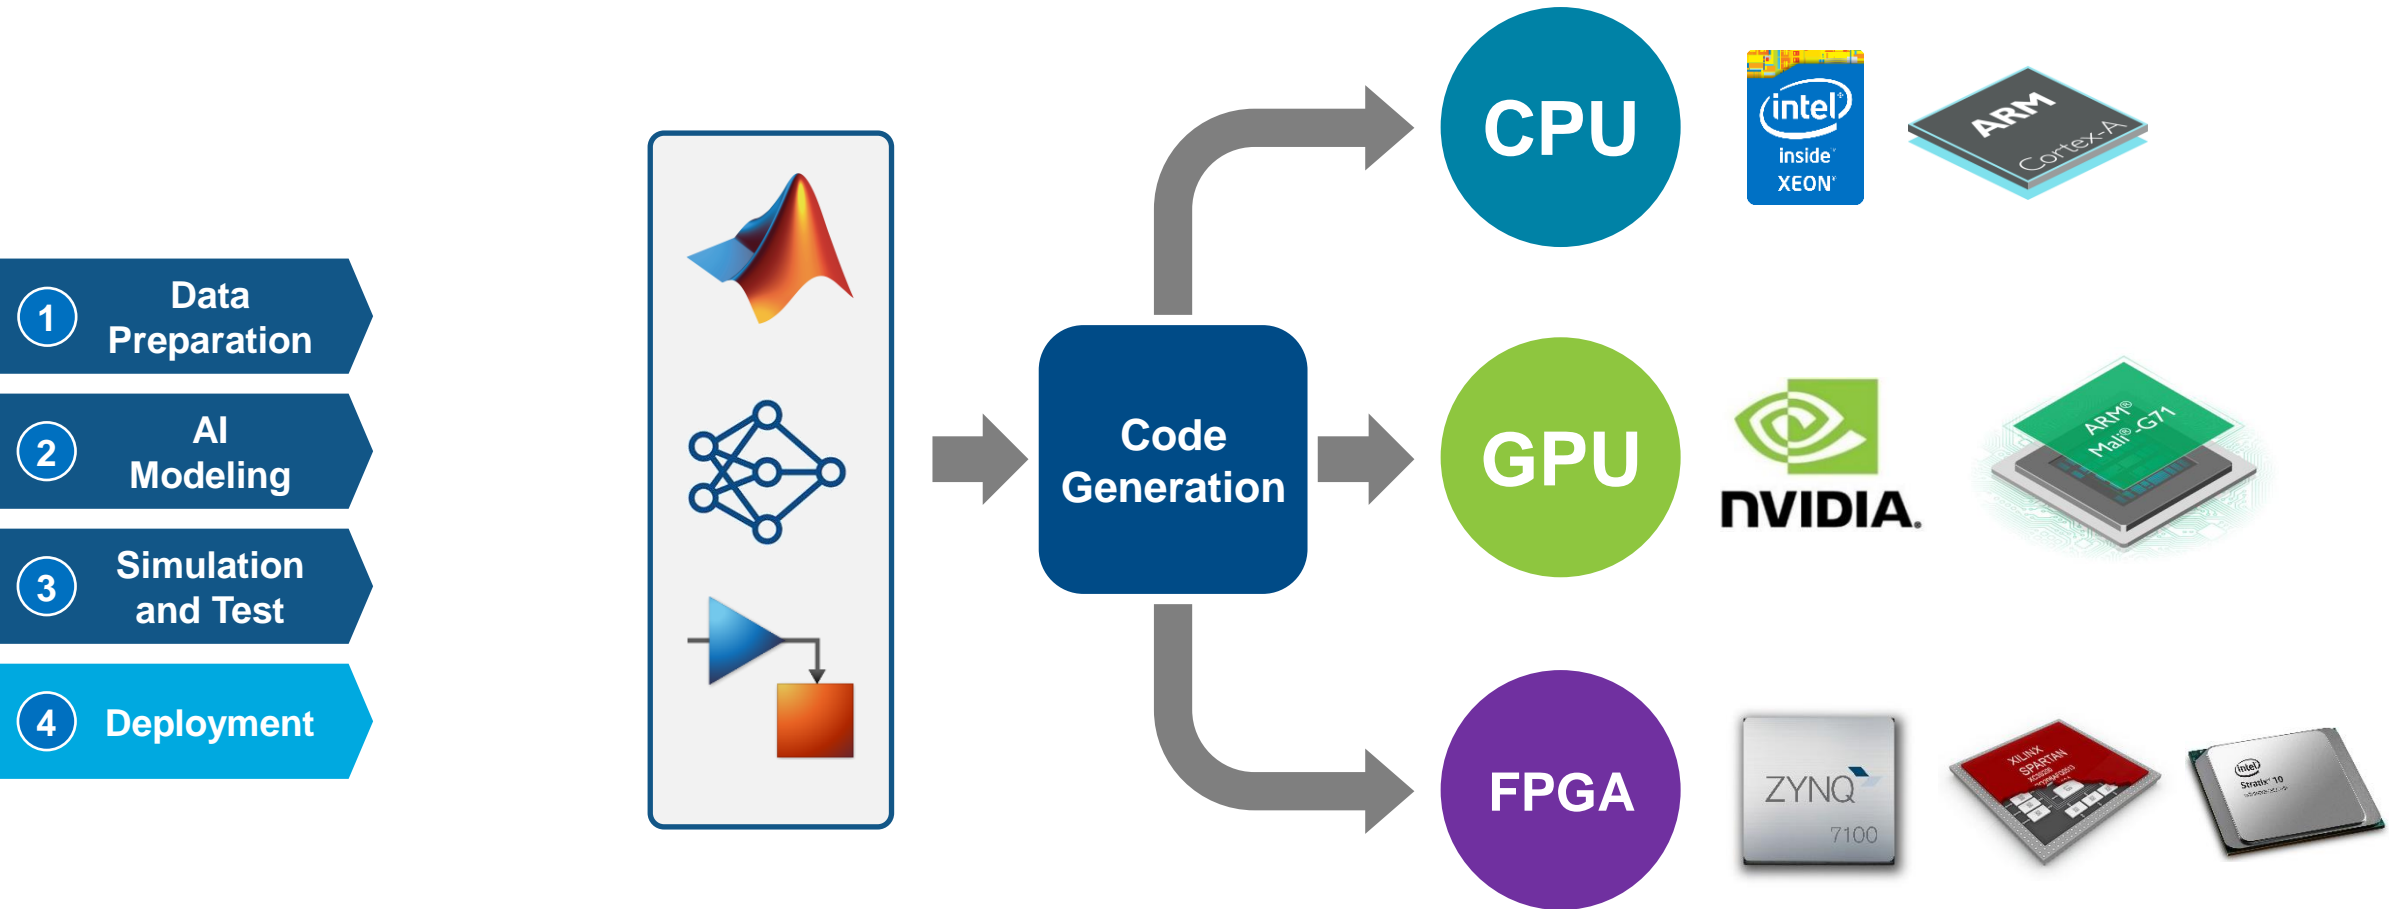 1
Data
Preparation
2
AI
Modeling
3
Simulation
and Test
4
Deployment
Code
Generation
CPU
intel
inside
XEON
ARM
Cortex-A
GPU
NVIDIA.
ARM®
Mali®-G71
FPGA
ZYNQ
7100
XILINX
SPARTAN
intel
Stratix® 10